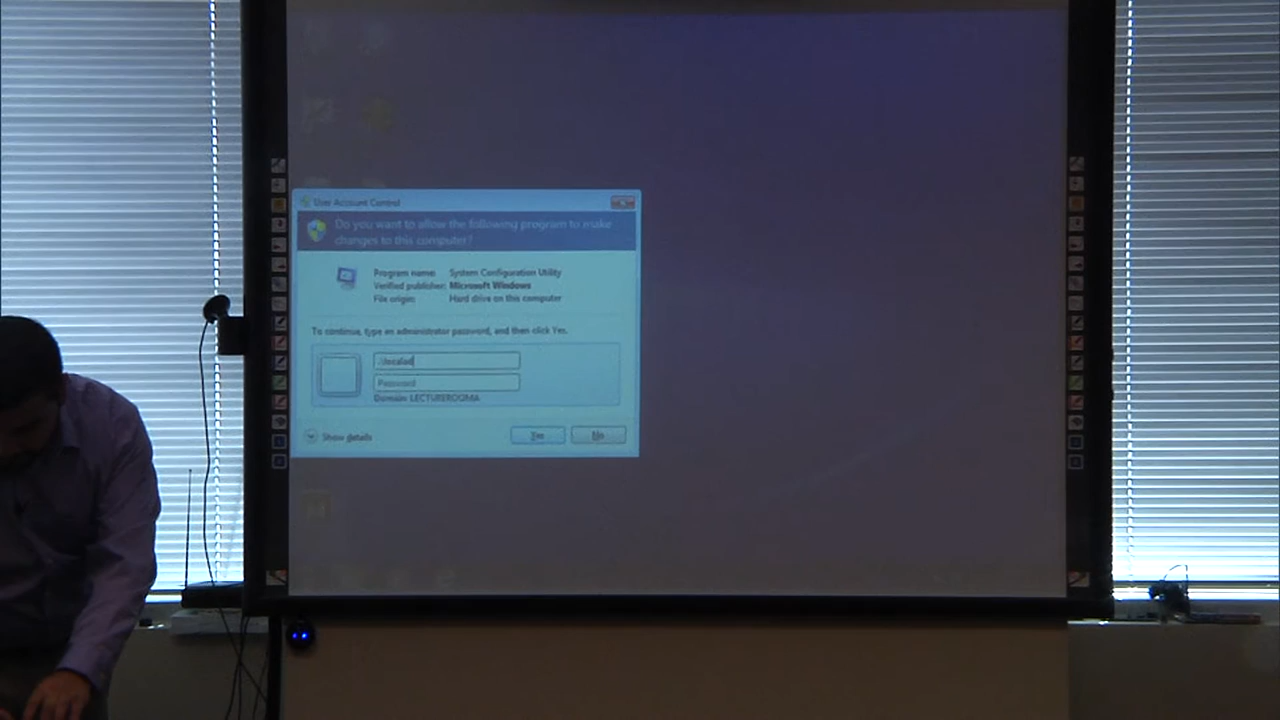 User Account Control
Do you want to allow the following program to make
changes to this computer?
Program name: System Configuration Utility
Verified publisher: Microsoft Windows
File origin: Hard drive on this computer
To continue, type an administrator password, and then click Yes.
Password
Domain: LECTUREROOMA
Show details
Yes
No